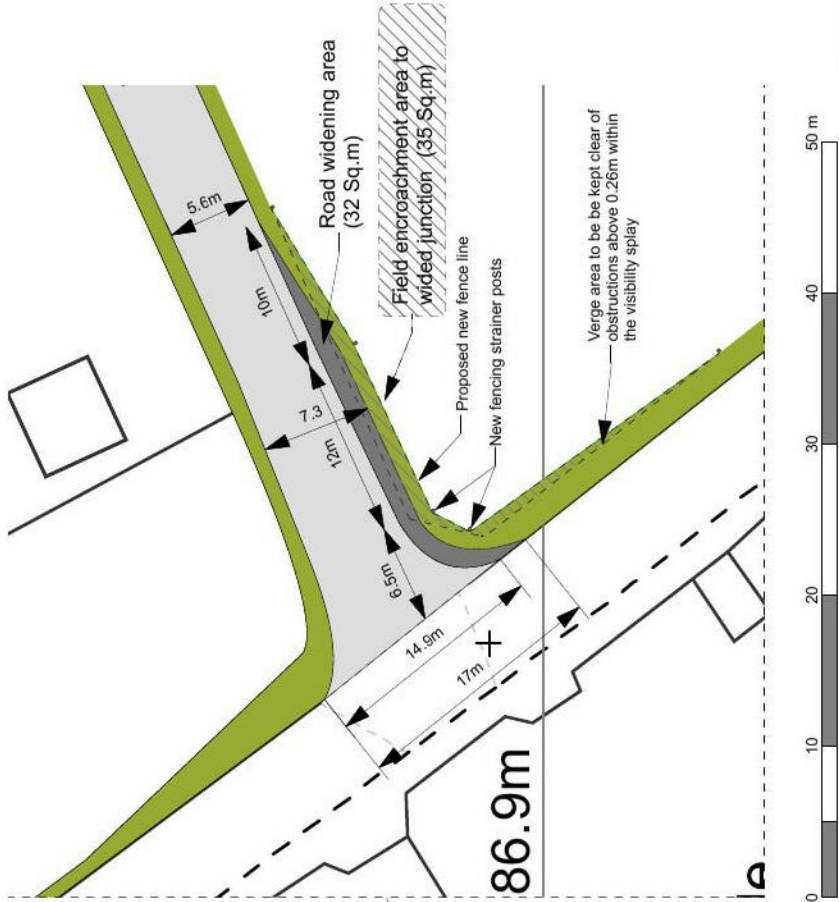 5.6m
Road widening area
(32 Sq.m)
Field encroachment area to
wided junction (35 Sq.m)
10m
7.3
12m
Proposed new fence line
New fencing strainer posts
Verge area to be be kept clear of
obstructions above 0.26m within
the visibility splay
6.5m
14.9m
17m
86.9m
0
10
20
30
40
50 m